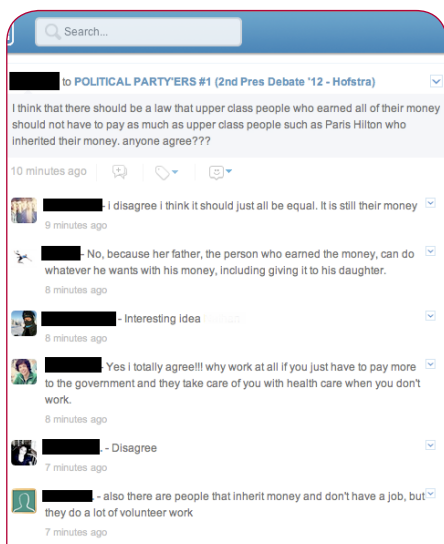 Search...
to POLITICAL PARTY'ERS #1 (2nd Pres Debate '12 - Hofstra)
I think that there should be a law that upper class people who earned all of their money
should not have to pay as much as upper class people such as Paris Hilton who
inherited their money. anyone agree???
10 minutes ago
- i disagree i think it should just all be equal. It is still their money
9 minutes ago
- No, because her father, the person who earned the money, can do
whatever he wants with his money, including giving it to his daughter.
8 minutes ago
- Interesting idea
8 minutes ago
- Yes i totally agree!!! why work at all if you just have to pay more
to the government and they take care of you with health care when you don't
work.
8 minutes ago
. - Disagree
7 minutes ago
. - also there are people that inherit money and don't have a job, but
they do a lot of volunteer work
7 minutes ago